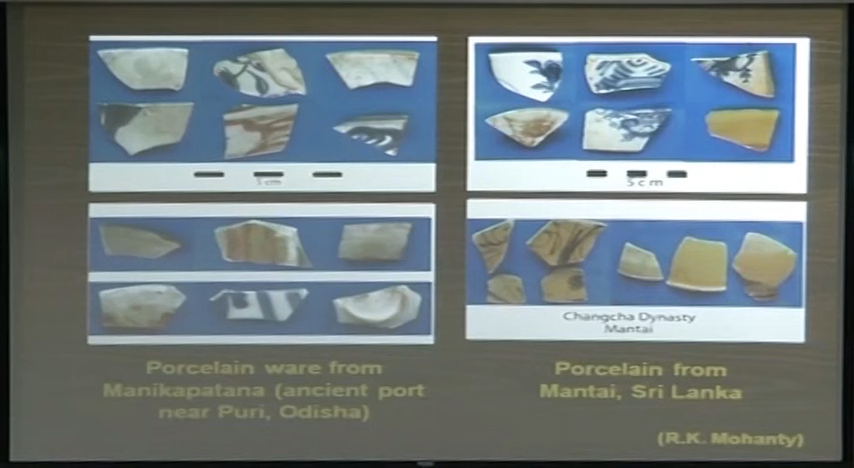 5 cm
5 c m
Changcha Dynasty
Mantai
Porcelain ware from
Manikapatana (ancient port
near Puri, Odisha)
Porcelain from
Mantai, Sri Lanka
(R.K. Mohanty)